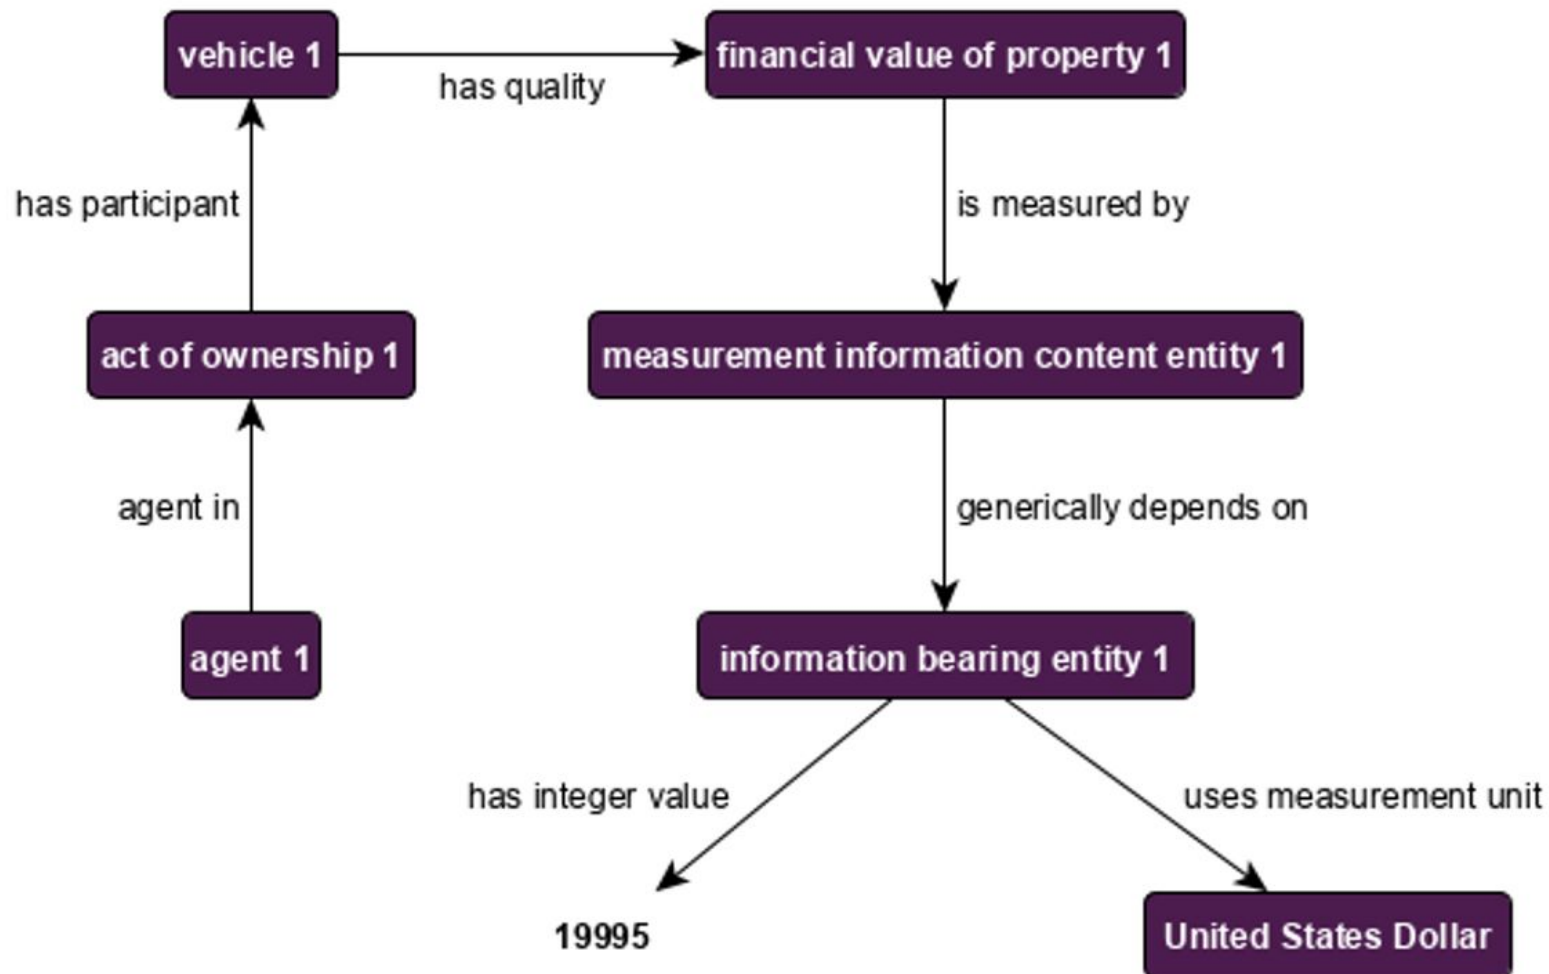 vehicle 1
financial value of property 1
has quality
has participant
is measured by
act of ownership 1
measurement information content entity 1
agent in
generically depends on
agent 1
information bearing entity 1
has integer value
uses measurement unit
19995
United States Dollar